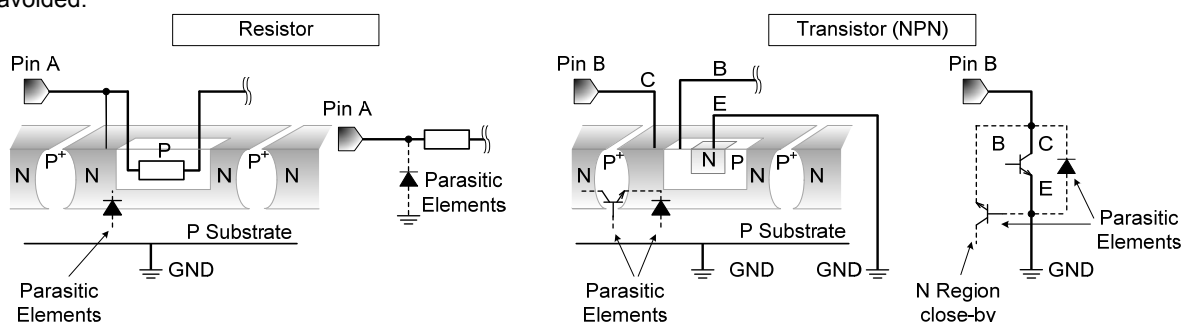 avoided.
Resistor
Transistor (NPN)
Pin A
Pin A
P
N P+ N N P+ N
Parasitic
Elements
P Substrate
GND
Parasitic
Elements
Pin B
C
B
E
N P+ N P N P+ N
P Substrate
GND
GND
Parasitic
Elements
Pin B
B
C
E
Parasitic
Elements
GND
N Region
close-by